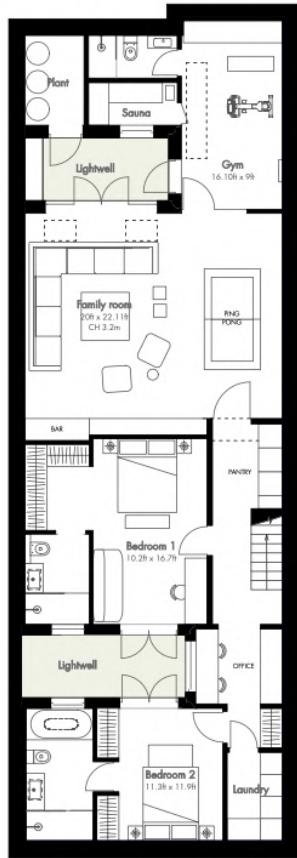 Plant
Sauna
Lightwell
Gym
16.10ft x 9ft
Family room
20ft x 22.11ft
CH 3.2m
PING
PONG
BAR
PANTRY
Bedroom 1
10.2ft x 16.7ft
Lightwell
OFFICE
Bedroom 2
11.3ft x 11.9ft
Laundry